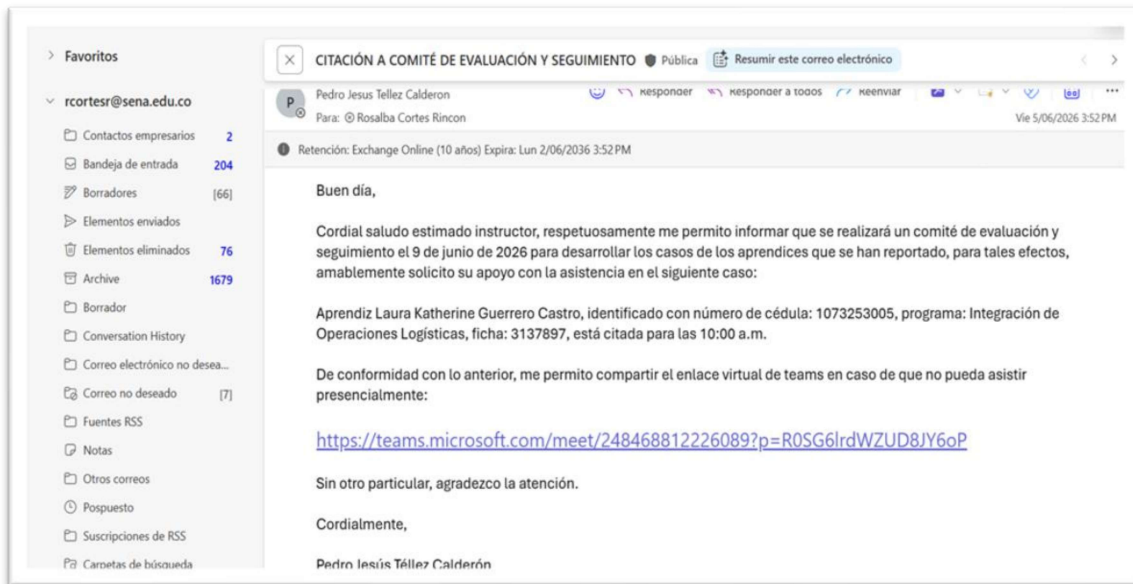 Favoritos
rcortesr@sena.edu.co
Contactos empresarios 2
Bandeja de entrada 204
Borradores [66]
Elementos enviados
Elementos eliminados 76
Archive 1679
Borrador
Conversation History
Correo electrónico no desea...
Correo no deseado [7]
Fuentes RSS
Notas
Otros correos
Pospuesto
Suscripciones de RSS
Carpetas de búsqueda
CITACIÓN A COMITÉ DE EVALUACIÓN Y SEGUIMIENTO Pública Resumir este correo electrónico
P
Pedro Jesus Tellez Calderon
Responder Responder a todos Reenviar
Para: Rosalba Cortes Rincon
Vie 5/06/2026 3:52 PM
Retención: Exchange Online (10 años) Expira: Lun 2/06/2036 3:52 PM
Buen día,
Cordial saludo estimado instructor, respetuosamente me permito informar que se realizará un comité de evaluación y
seguimiento el 9 de junio de 2026 para desarrollar los casos de los aprendices que se han reportado, para tales efectos,
amablemente solicito su apoyo con la asistencia en el siguiente caso:
Aprendiz Laura Katherine Guerrero Castro, identificado con número de cédula: 1073253005, programa: Integración de
Operaciones Logísticas, ficha: 3137897, está citada para las 10:00 a.m.
De conformidad con lo anterior, me permito compartir el enlace virtual de teams en caso de que no pueda asistir
presencialmente:
https://teams.microsoft.com/meet/248468812226089?p=R0SG6lrdWZUD8JY6oP
Sin otro particular, agradezco la atención.
Cordialmente,
Pedro Jesús Téllez Calderón